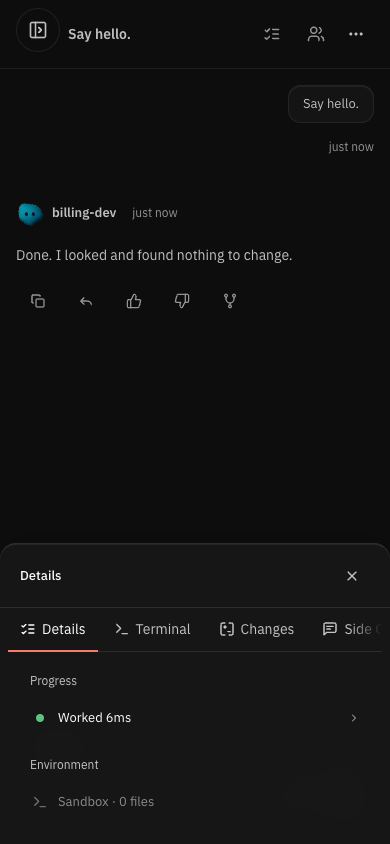 Say hello.
Say hello.
just now
billing-dev just now
Done. I looked and found nothing to change.
Details
Details Terminal Changes Side
Progress
Worked 6ms
Environment
Sandbox · 0 files